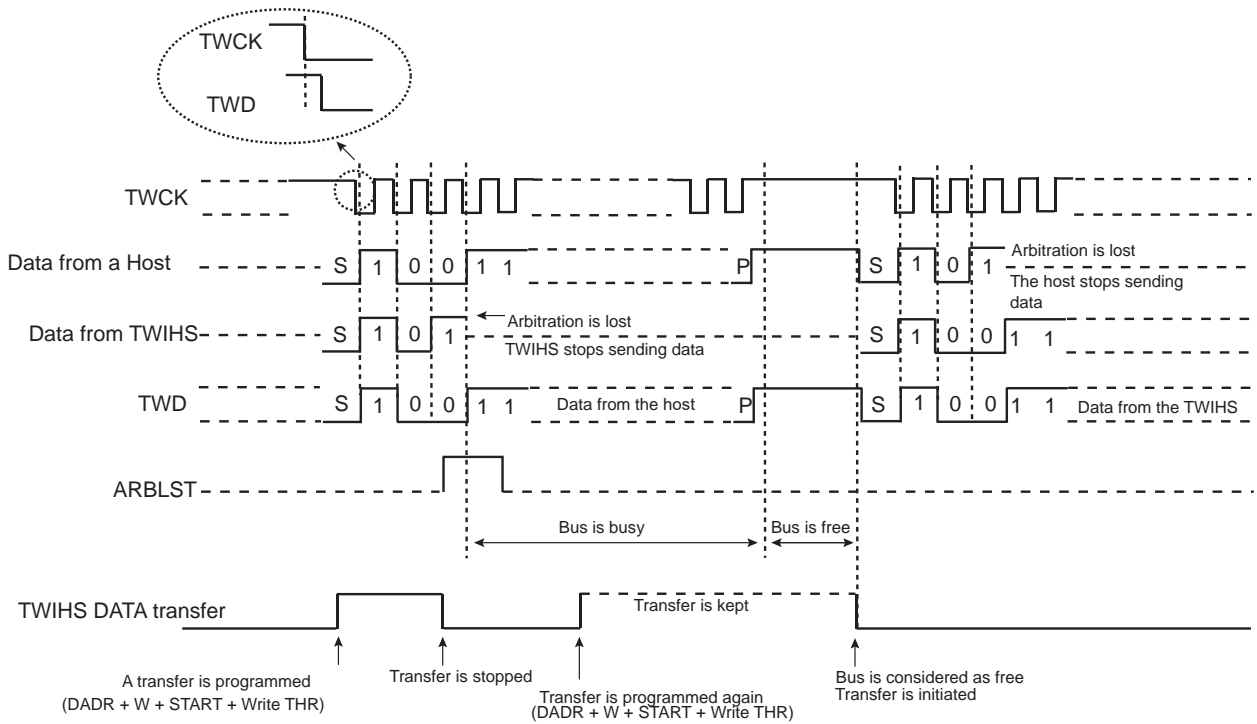 TWCK
TWD
TWCK
Data from a Host
S 1 0 0 1 1
P
S 1 0 1
Arbitration is lost
The host stops sending
data
Data from TWIHS
S 1 0 1
Arbitration is lost
TWIHS stops sending data
S 1 0 0 1 1
TWD
S 1 0 0 1 1
Data from the host
P
S 1 0 0 1 1
Data from the TWIHS
ARBLST
Bus is busy
Bus is free
TWIHS DATA transfer
Transfer is kept
A transfer is programmed
(DADR + W + START + Write THR)
Transfer is stopped
Transfer is programmed again
(DADR + W + START + Write THR)
Bus is considered as free
Transfer is initiated